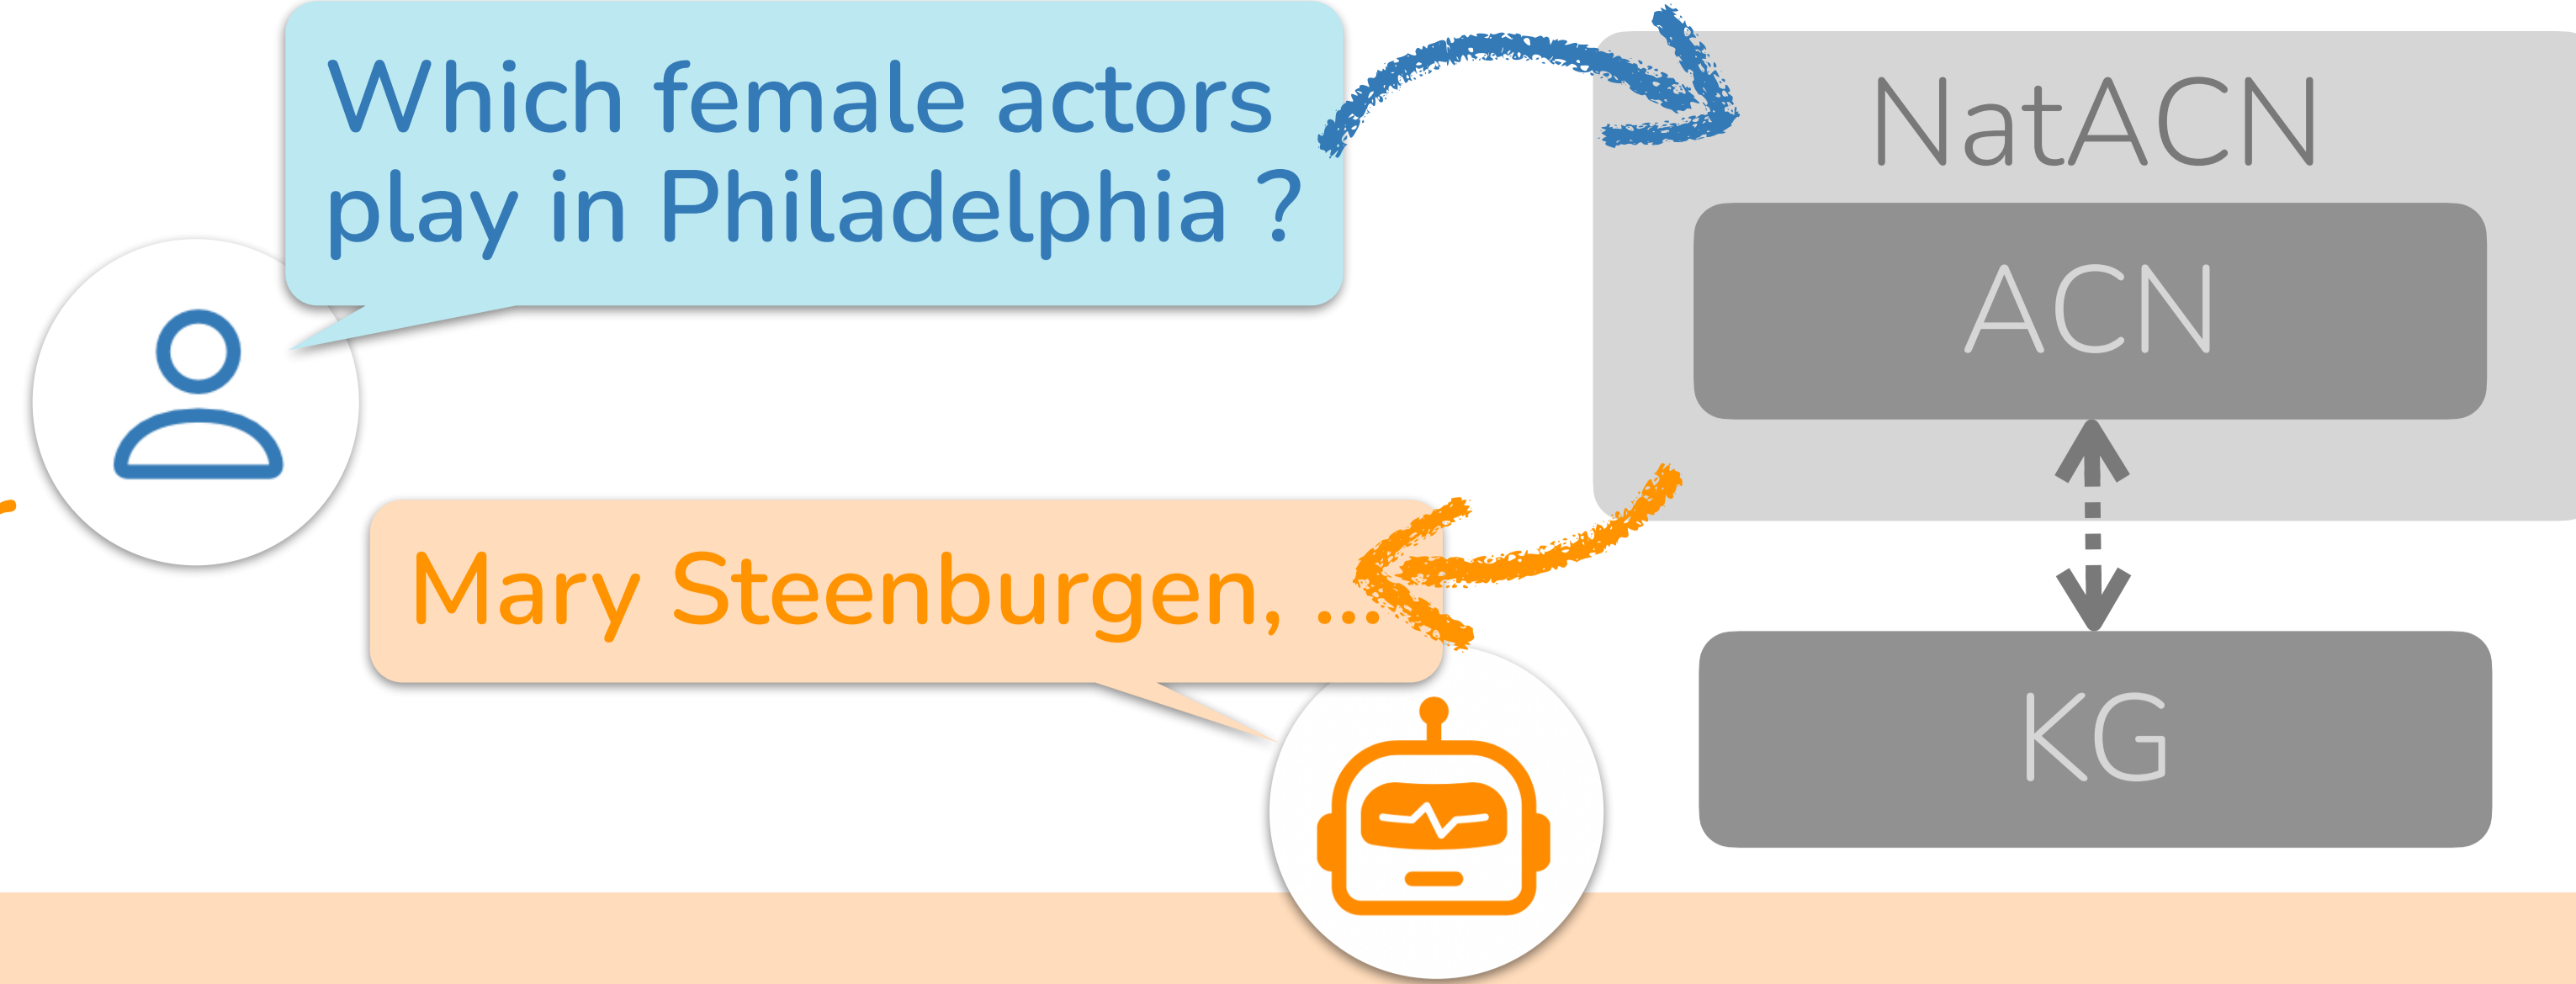 Which female actors
play in Philadelphia ?
NatACN
ACN
Mary Steenburgen, ...
KG